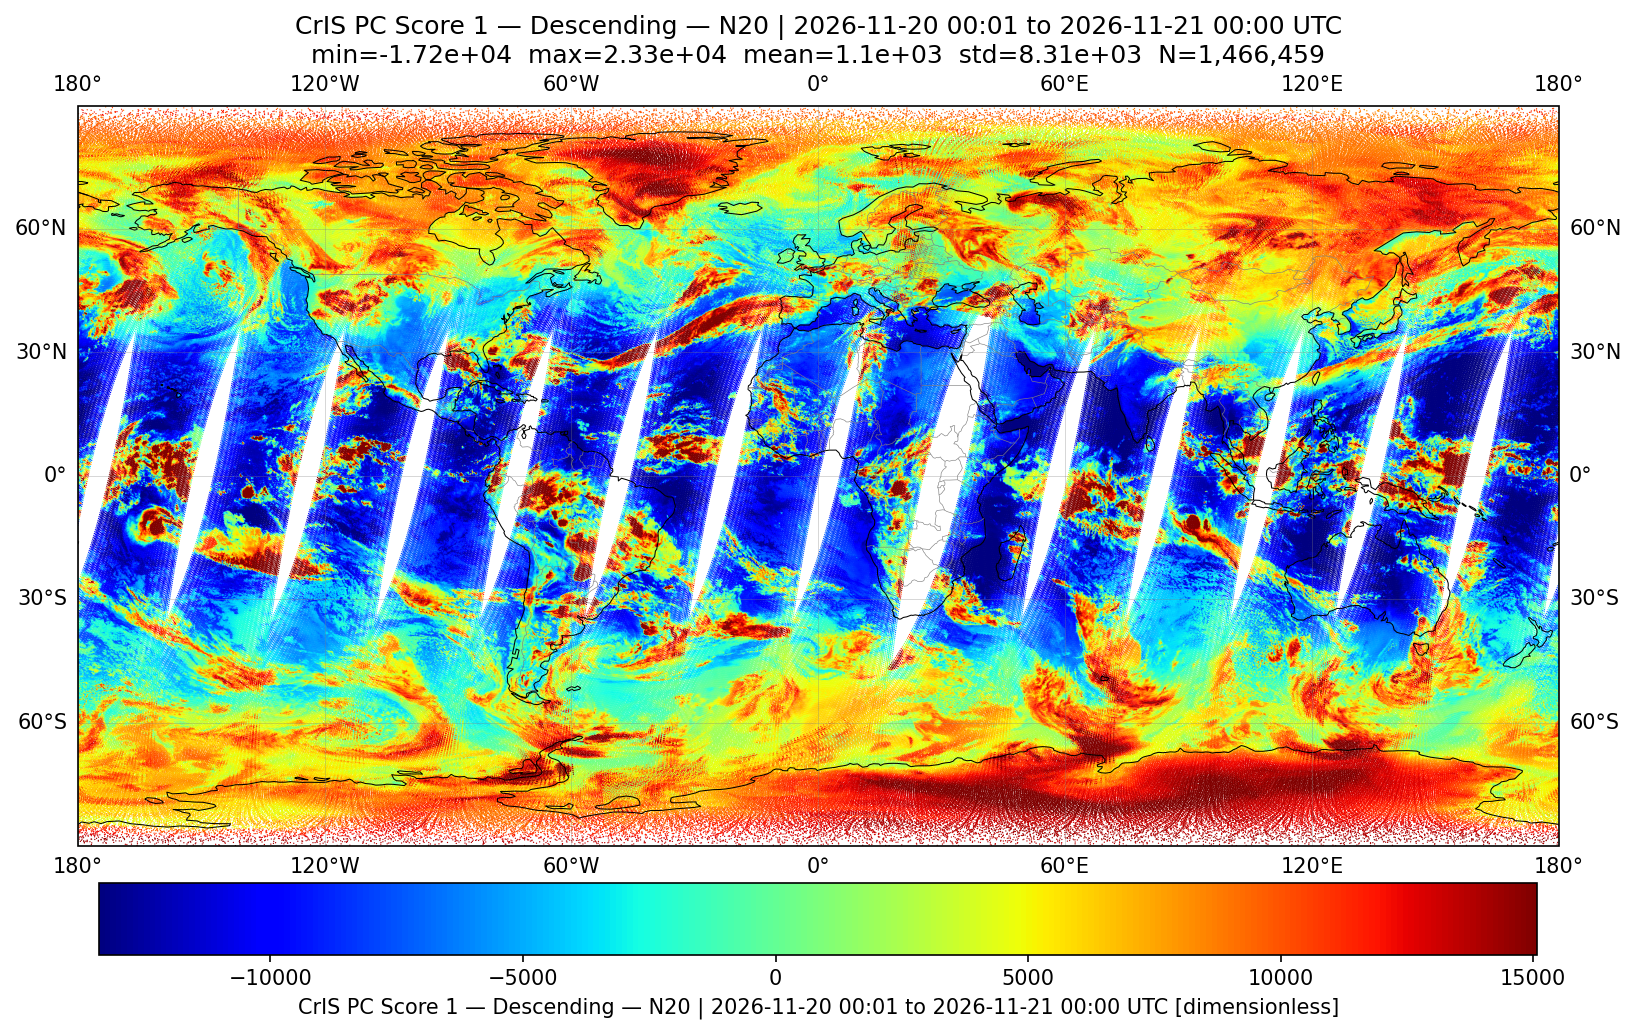 CrIS PC Score 1 — Descending — N20 | 2026-11-20 00:01 to 2026-11-21 00:00 UTC
min=-1.72e+04 max=2.33e+04 mean=1.1e+03 std=8.31e+03 N=1,466,459
180° 120°W 60°W 0° 60°E 120°E 180°
60°N 60°N
30°N 30°N
0° 0°
30°S 30°S
60°S 60°S
180° 120°W 60°W 0° 60°E 120°E 180°
−10000 −5000 0 5000 10000 15000
CrIS PC Score 1 — Descending — N20 | 2026-11-20 00:01 to 2026-11-21 00:00 UTC [dimensionless]